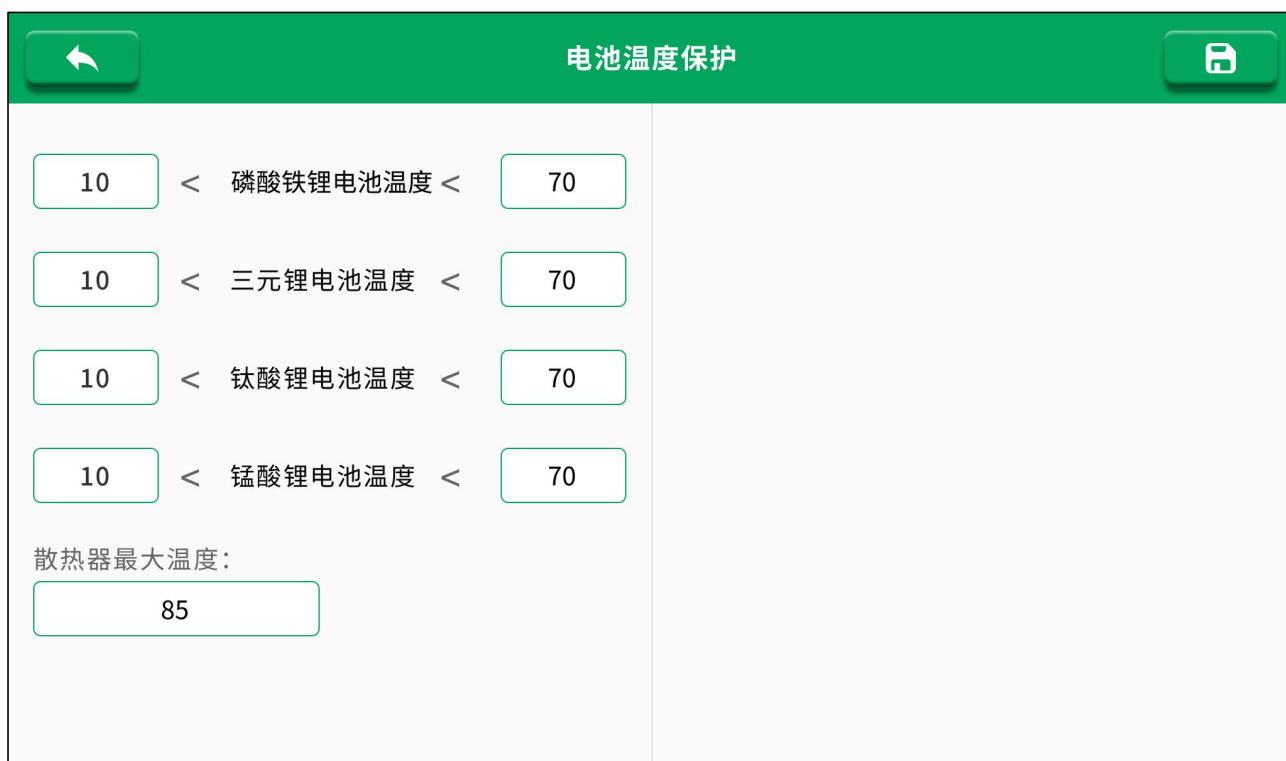 电池温度保护
10 < 磷酸铁锂电池温度 < 70
10 < 三元锂电池温度 < 70
10 < 钛酸锂电池温度 < 70
10 < 锰酸锂电池温度 < 70
散热器最大温度：
85